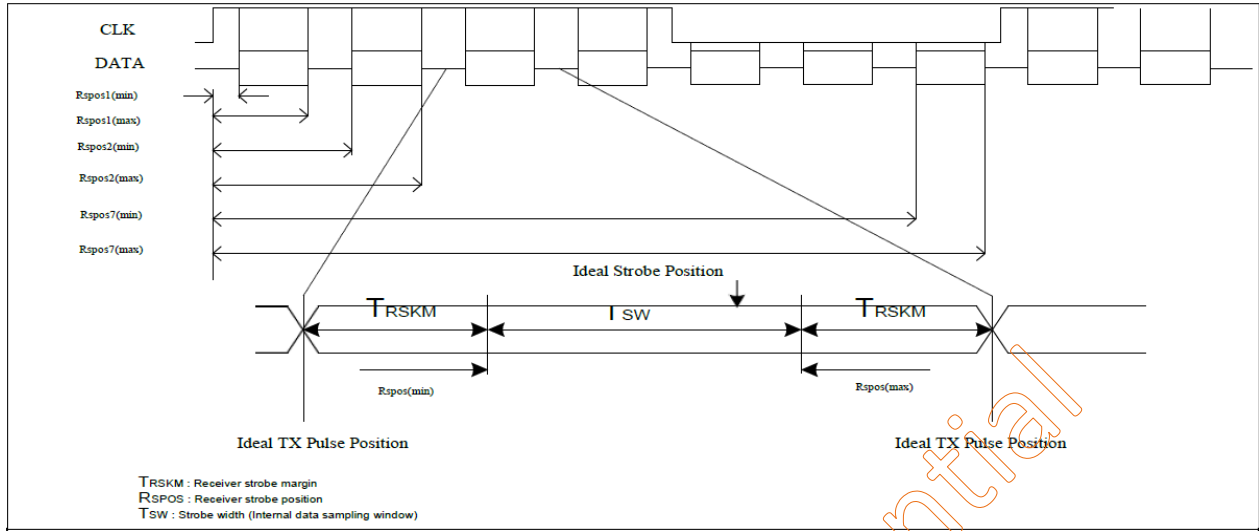 CLK
DATA
Rspos1(min)
Rspos1(max)
Rspos2(min)
Rspos2(max)
Rspos7(min)
Rspos7(max)
Ideal Strobe Position
TRSKM
TSW
TRSKM
Rspos(min)
Rspos(max)
Ideal TX Pulse Position
Ideal TX Pulse Position
TRSKM : Receiver strobe margin
RSPOS : Receiver strobe position
TSW : Strobe width (Internal data sampling window)
ntial